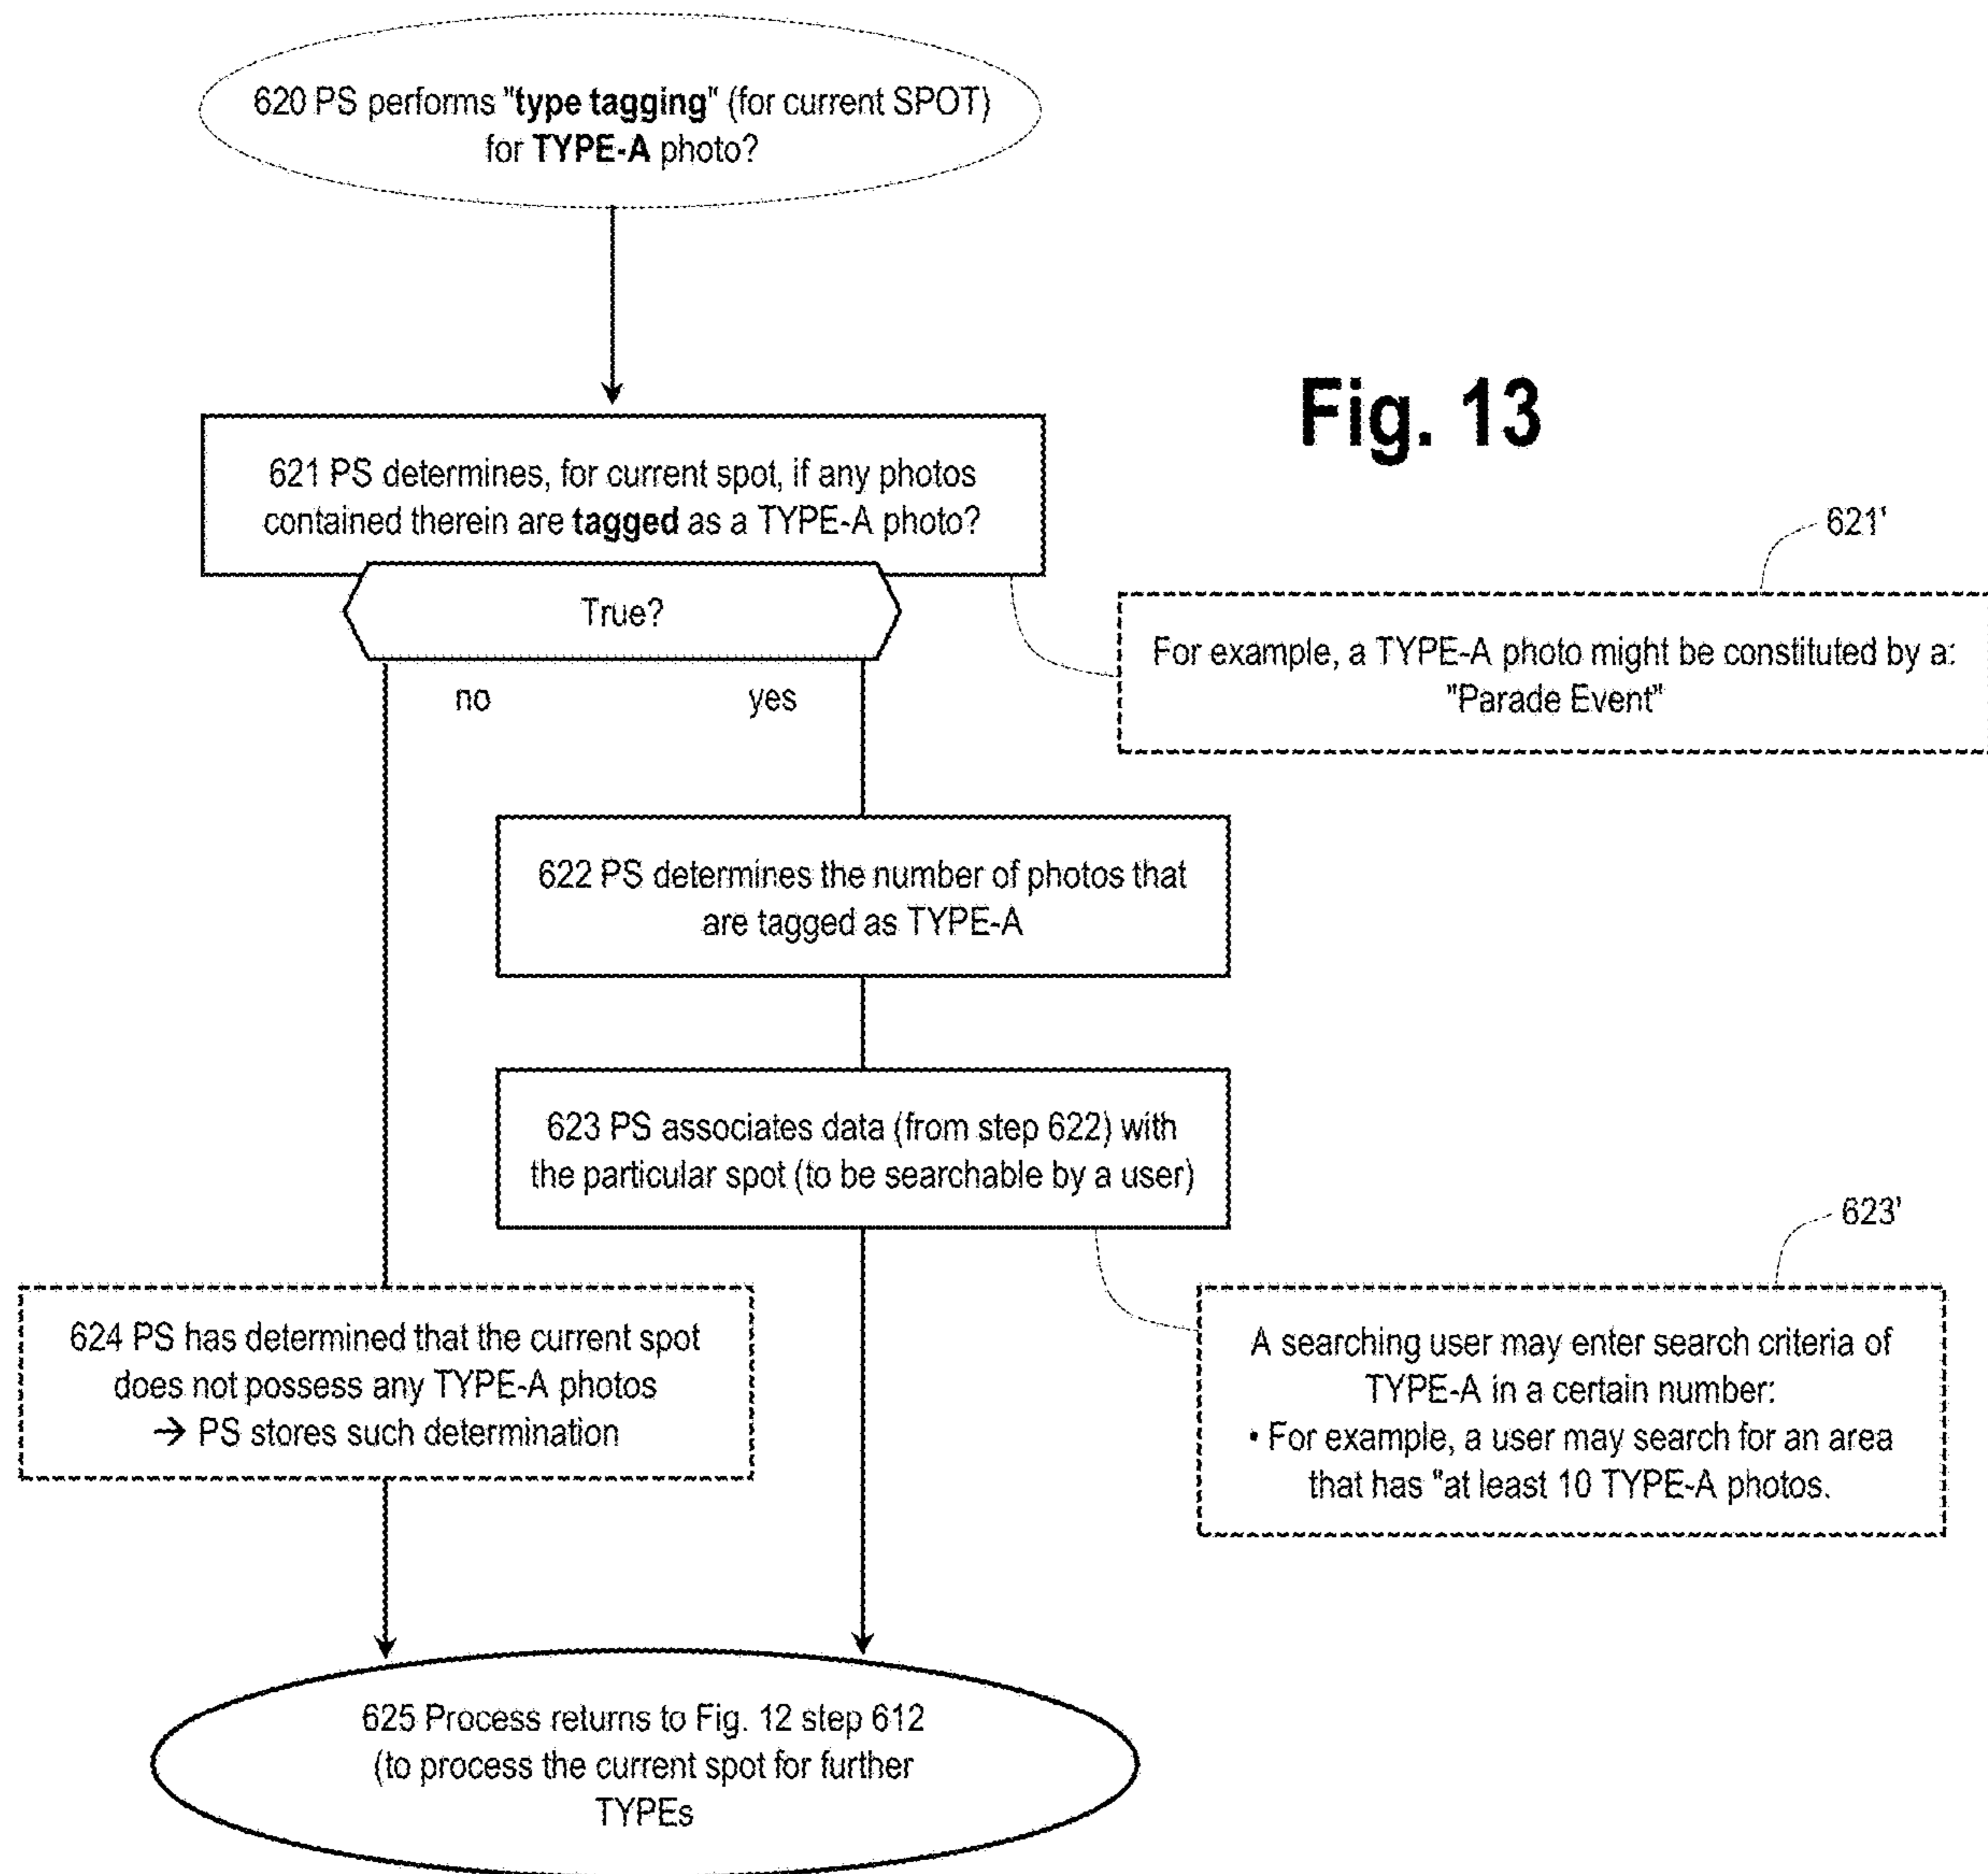 620 PS performs "type tagging" (for current SPOT)
for TYPE-A photo?
Fig. 13
621 PS determines, for current spot, if any photos
contained therein are tagged as a TYPE-A photo?
621'
True?
For example, a TYPE-A photo might be constituted by a:
"Parade Event"
no
yes
622 PS determines the number of photos that
are tagged as TYPE-A
623 PS associates data (from step 622) with
the particular spot (to be searchable by a user)
623'
624 PS has determined that the current spot
does not possess any TYPE-A photos
→ PS stores such determination
A searching user may enter search criteria of
TYPE-A in a certain number:
• For example, a user may search for an area
that has "at least 10 TYPE-A photos.
625 Process returns to Fig. 12 step 612
(to process the current spot for further
TYPEs